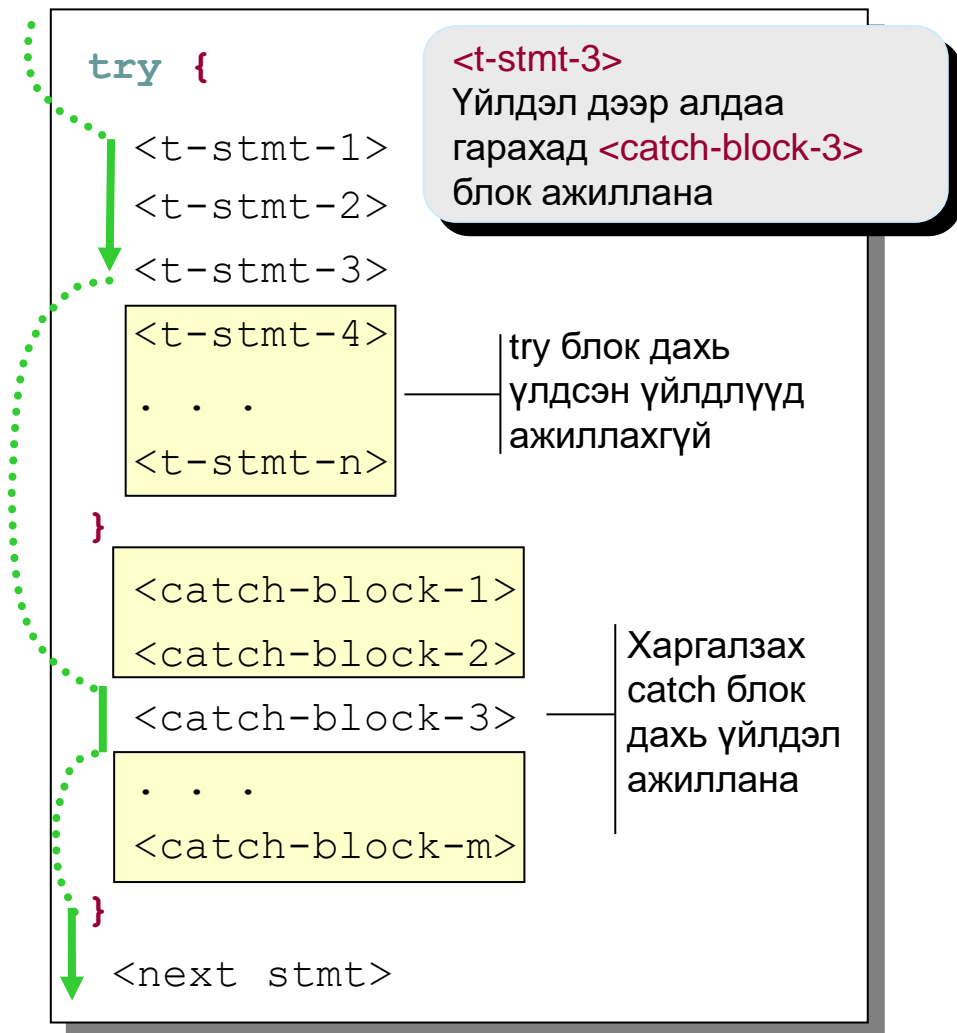 try {
<t-stmt-3>
Үйлдэл дээр алдаа
гарахад <catch-block-3>
блок ажиллана
<t-stmt-1>
<t-stmt-2>
<t-stmt-3>
<t-stmt-4>
. . .
<t-stmt-n>
try блок дахь
үлдсэн үйлдлүүд
ажиллахгүй
}
<catch-block-1>
<catch-block-2>
<catch-block-3>
. . .
<catch-block-m>
Харгалзах
catch блок
дахь үйлдэл
ажиллана
}
<next stmt>